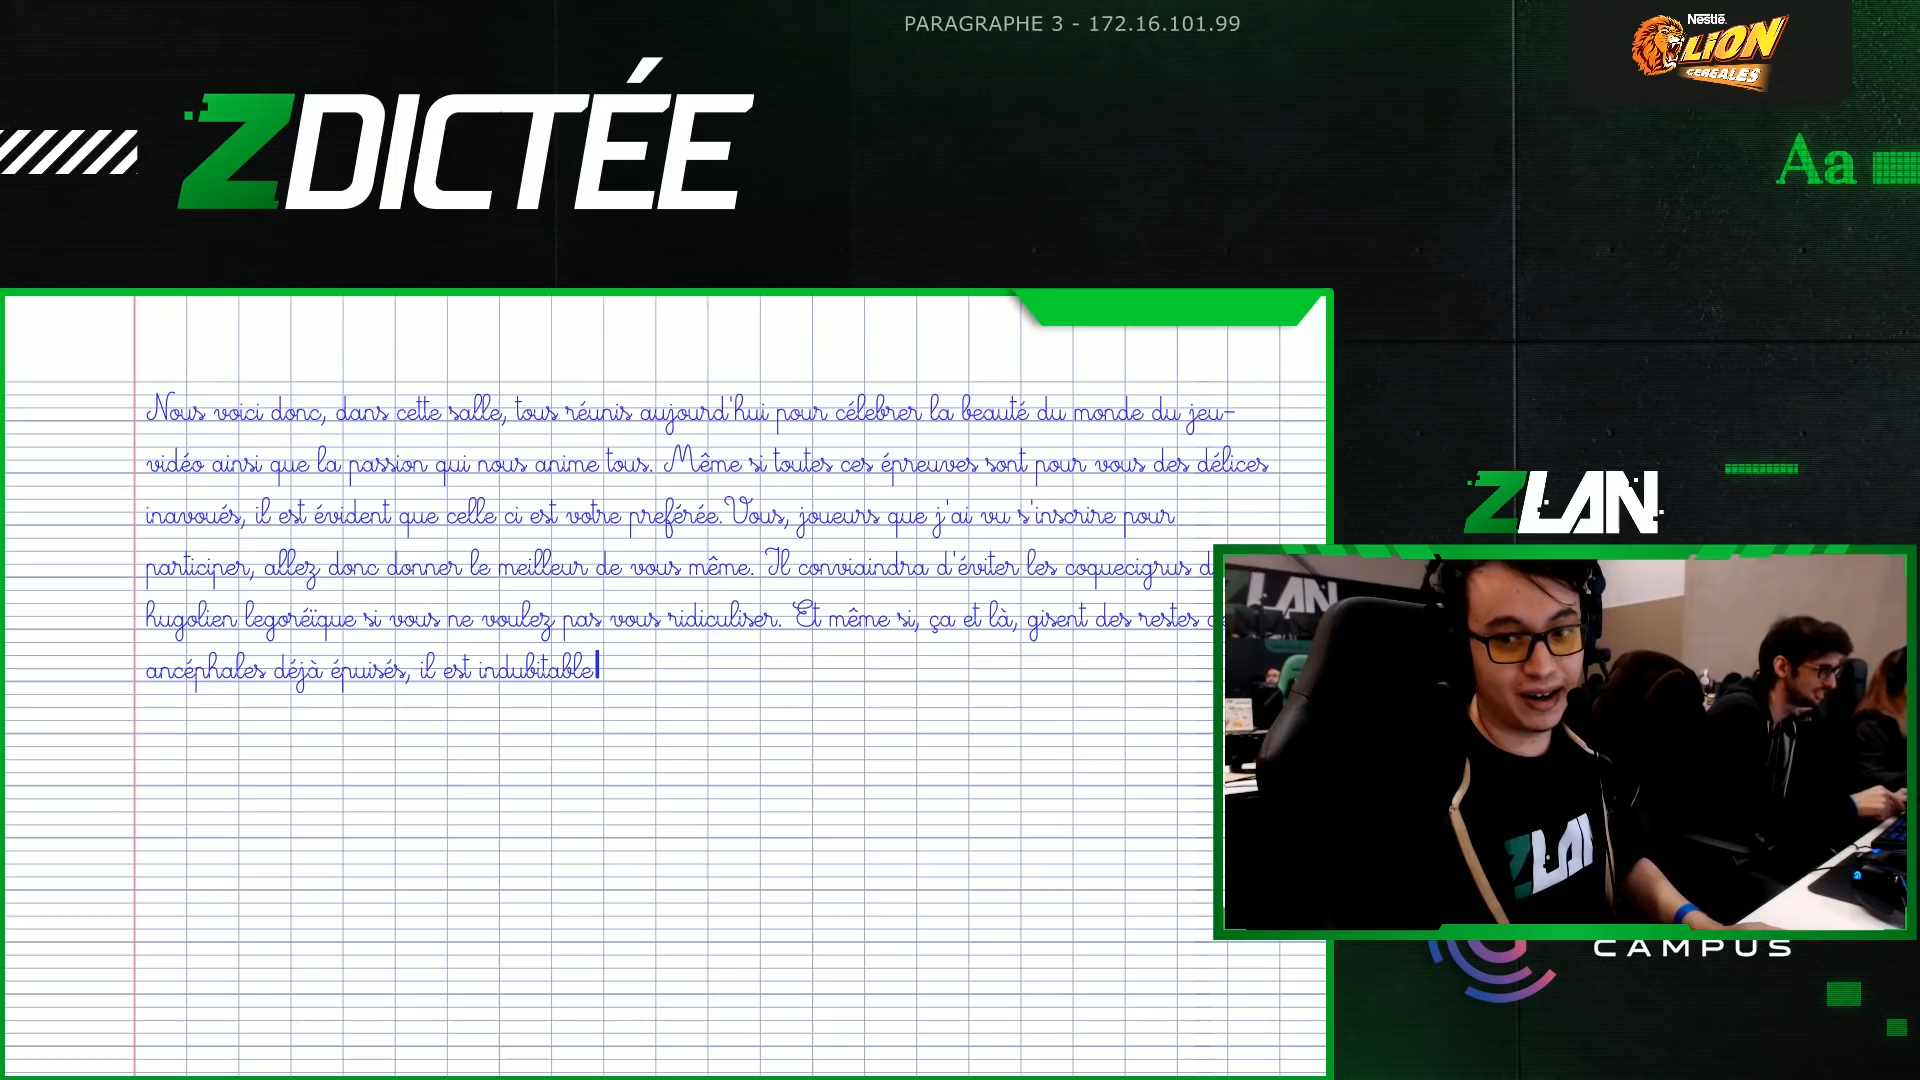 PARAGRAPHE 3 - 172.16.101.99
Nestlé
LION
CEREALES
ZDICTÉE
Aa
Nous voici donc, dans cette salle, tous réunis aujourd'hui pour célebrer la beauté du monde du jeu-
vidéo ainsi que la passion qui nous anime tous. Même si toutes ces épreuves sont pour vous des délices
inavoués, il est évident que celle ci est votre preférée. Vous, joueurs que j'ai vu s'inscrire pour
participer, allez donc donner le meilleur de vous même. Il conviaindra d'éviter les coquecigrus
hugolien legoréïque si vous ne voulez pas vous ridiculiser. Et même si, ça et là, gisent des restes
ancéphales déjà épuisés, il est indubitable
ZLAN
ZLAN
ZLAN
CAMPUS